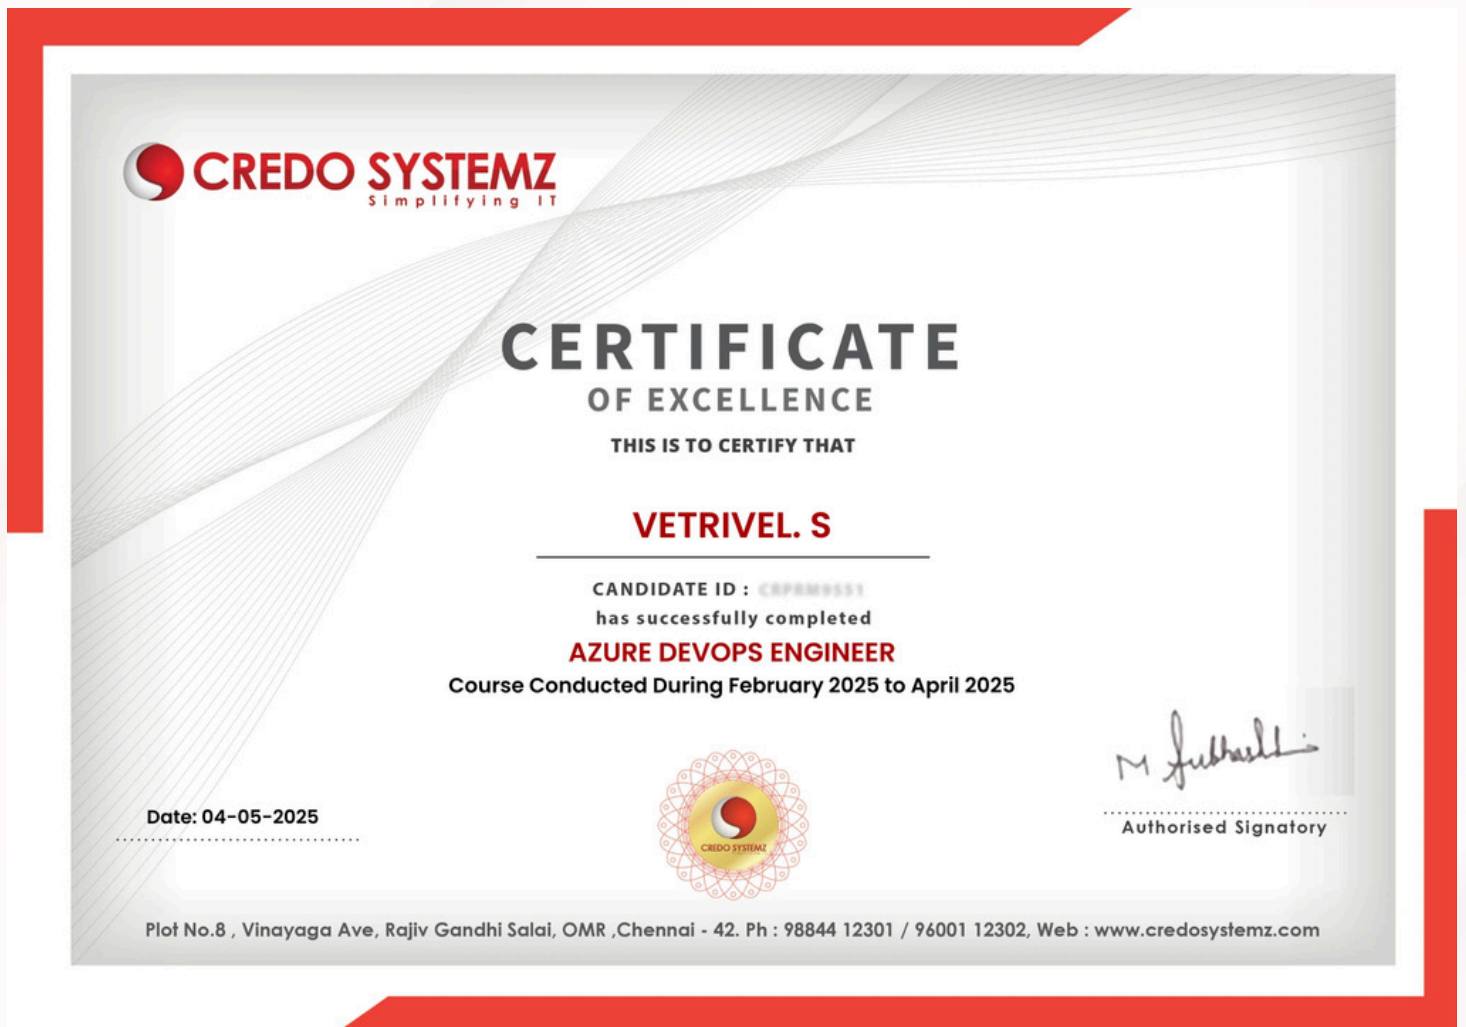 CREDO SYSTEMZ
Simplifying IT
CERTIFICATE
OF EXCELLENCE
THIS IS TO CERTIFY THAT
VETRIVEL. S
CANDIDATE ID :
has successfully completed
AZURE DEVOPS ENGINEER
Course Conducted During February 2025 to April 2025
Date: 04-05-2025
CREDO SYSTEMZ
Authorised Signatory
Plot No.8 , Vinayaga Ave, Rajiv Gandhi Salai, OMR ,Chennai - 42. Ph : 98844 12301 / 96001 12302, Web : www.credosystemz.com